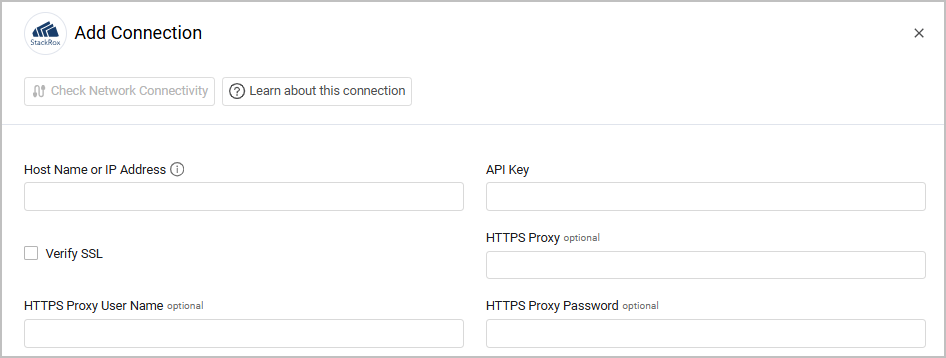 StackRox
Add Connection
Check Network Connectivity
Learn about this connection
Host Name or IP Address
API Key
Verify SSL
HTTPS Proxy optional
HTTPS Proxy User Name optional
HTTPS Proxy Password optional